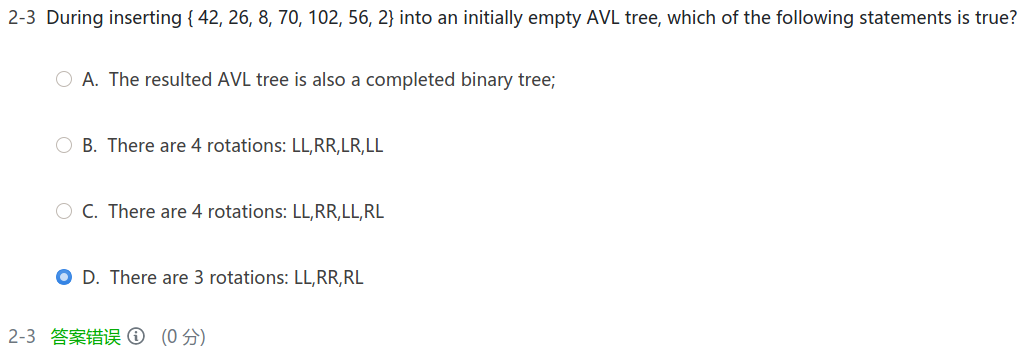 2-3 During inserting { 42, 26, 8, 70, 102, 56, 2} into an initially empty AVL tree, which of the following statements is true?
A. The resulted AVL tree is also a completed binary tree;
B. There are 4 rotations: LL,RR,LR,LL
C. There are 4 rotations: LL,RR,LL,RL
D. There are 3 rotations: LL,RR,RL
2-3 答案错误 (0 分)